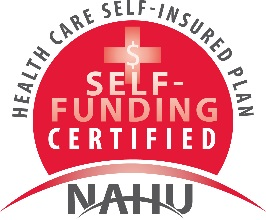 HEALTH CARE SELF-INSURED PLAN
$
SELF-
FUNDING
CERTIFIED
NAHU